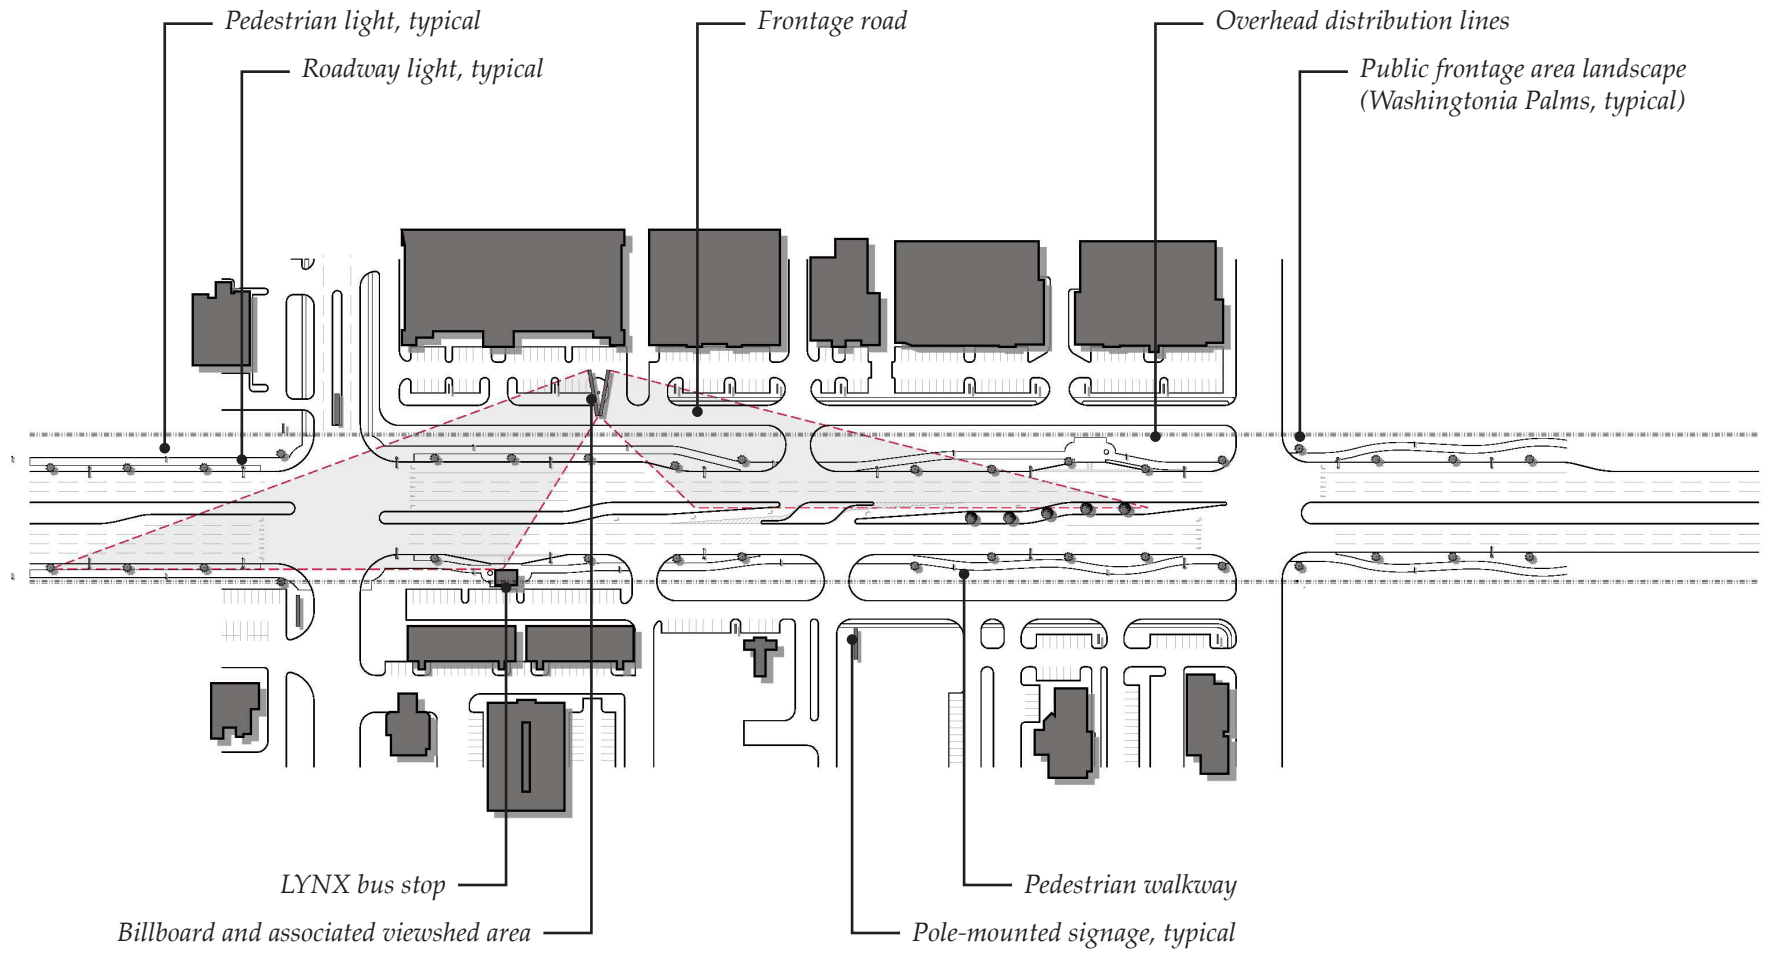 Pedestrian light, typical
Frontage road
Overhead distribution lines
Roadway light, typical
Public frontage area landscape
(Washingtonia Palms, typical)
LYNX bus stop
Pedestrian walkway
Billboard and associated viewshed area
Pole-mounted signage, typical